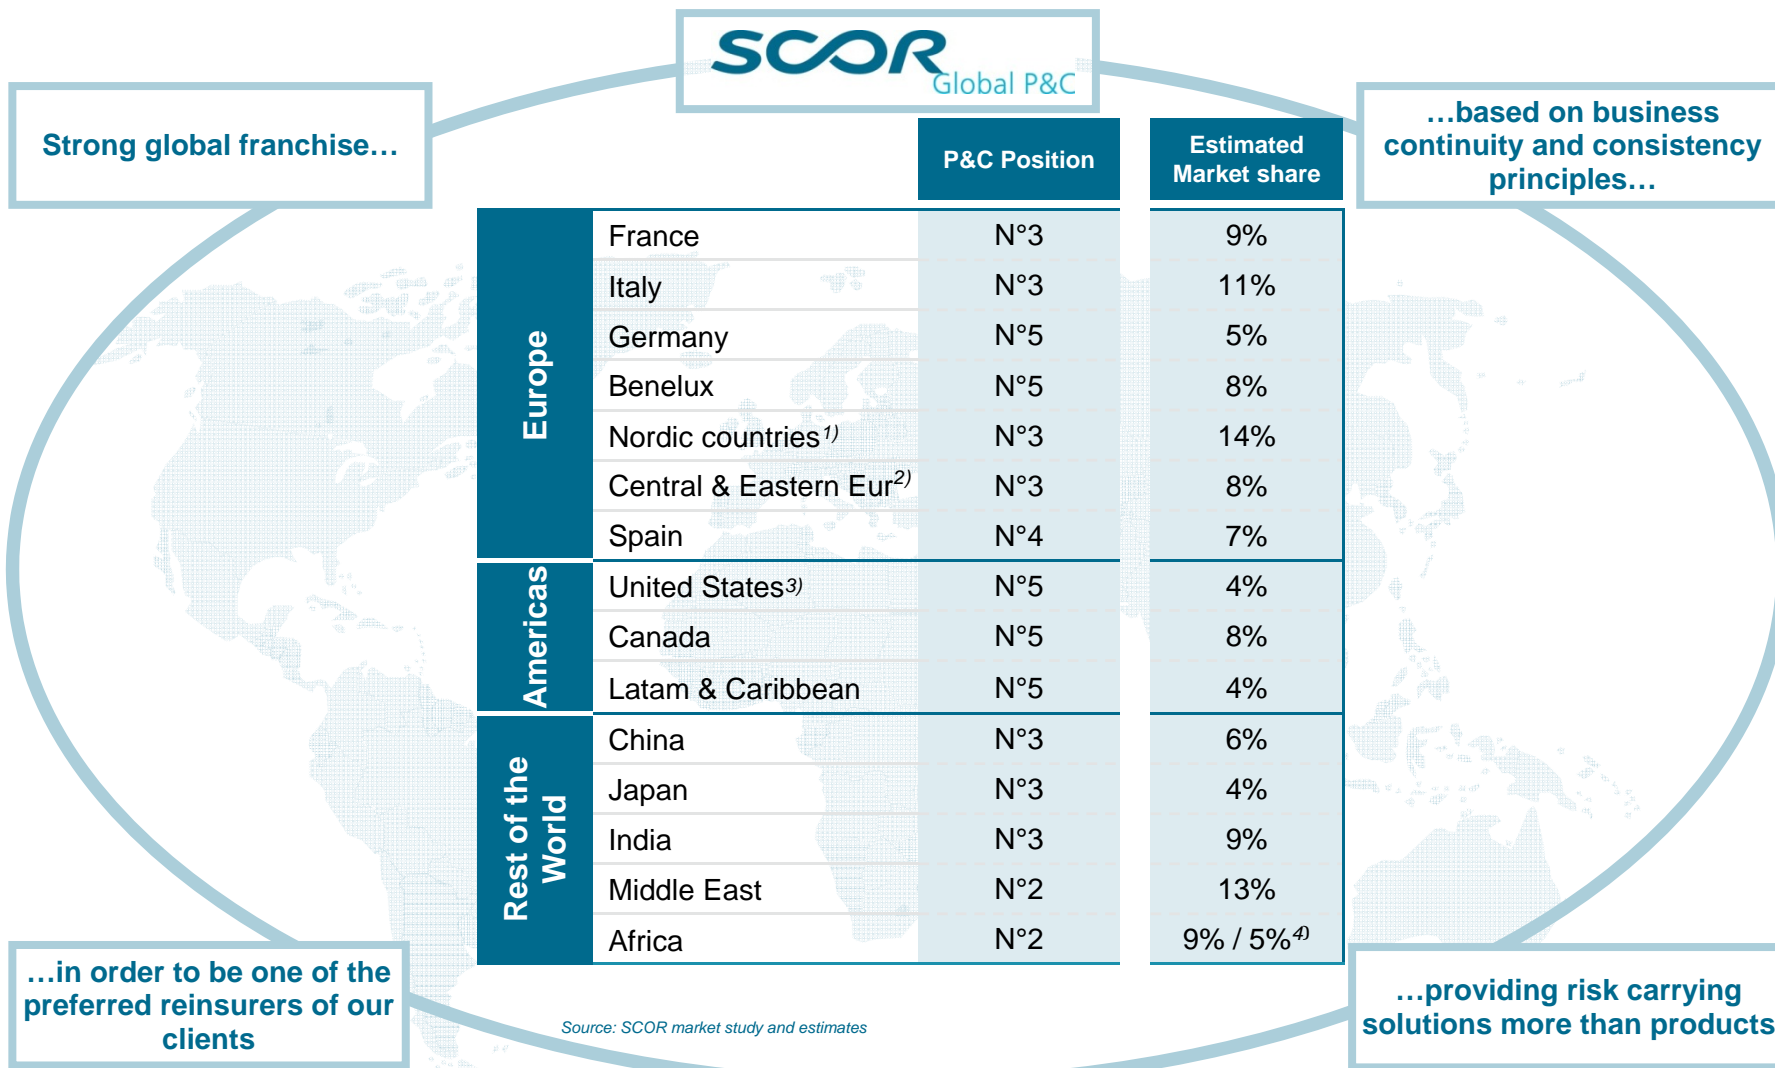 SCOR
Global P&C
Strong global franchise…
…based on business
continuity and consistency
principles…
P&C Position
Estimated
Market share
Europe
France N°3 9%
Italy N°3 11%
Germany N°5 5%
Benelux N°5 8%
Nordic countries1) N°3 14%
Central & Eastern Eur2) N°3 8%
Spain N°4 7%
Americas
United States3) N°5 4%
Canada N°5 8%
Latam & Caribbean N°5 4%
Rest of the
World
China N°3 6%
Japan N°3 4%
India N°3 9%
Middle East N°2 13%
Africa N°2 9% / 5%4)
…in order to be one of the
preferred reinsurers of our
clients
Source: SCOR market study and estimates
…providing risk carrying
solutions more than products